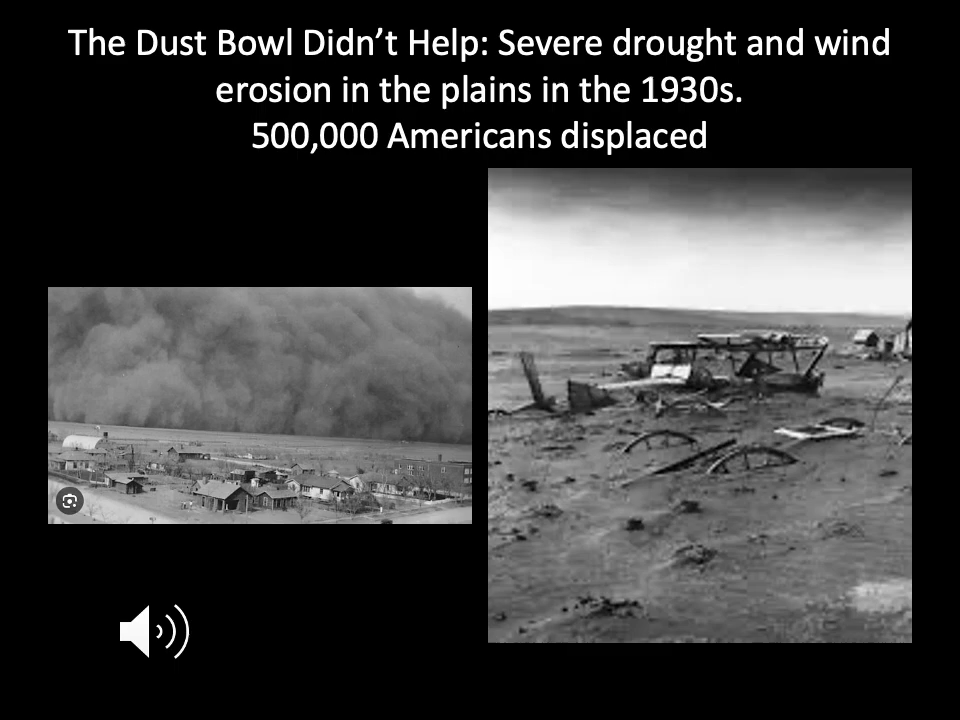 The Dust Bowl Didn’t Help: Severe drought and wind
erosion in the plains in the 1930s.
500,000 Americans displaced